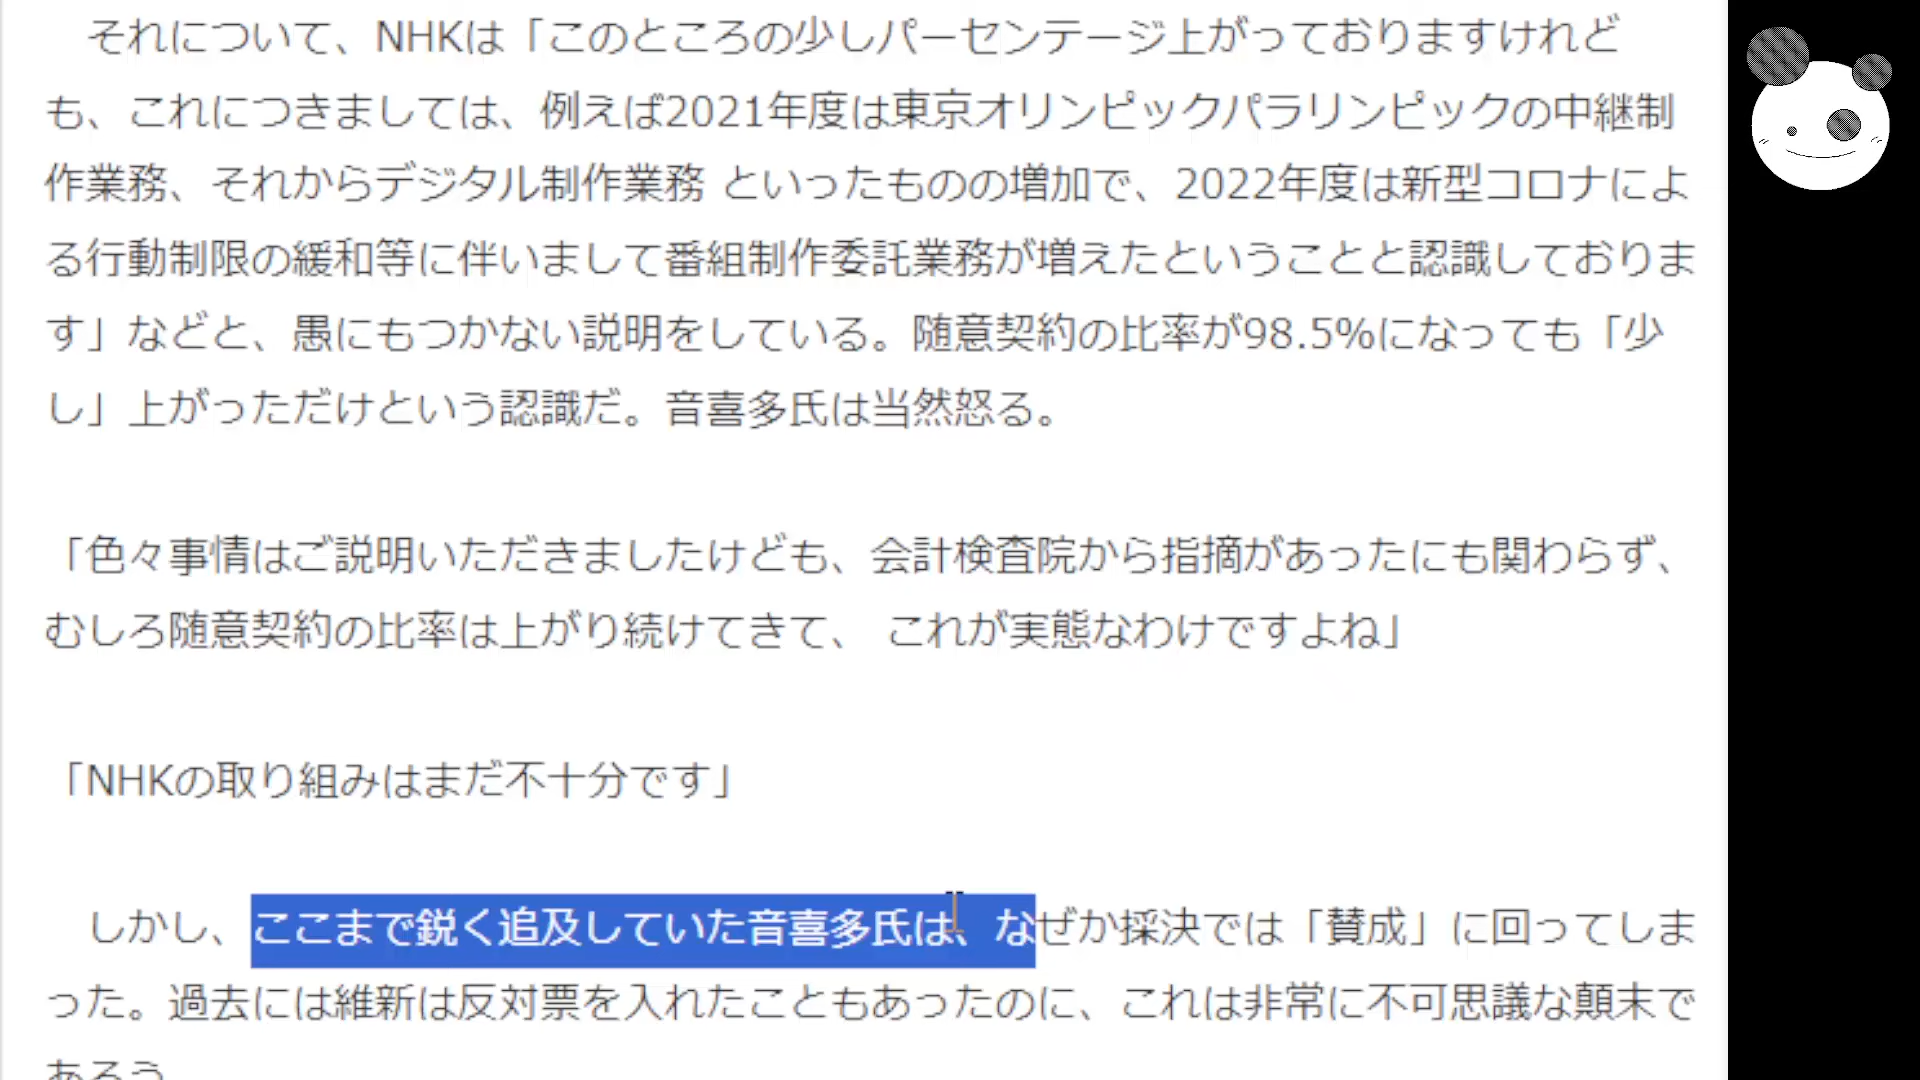 それについて、NHKは「このところの少しパーセンテージ上がっておりますけれど
も、これにつきましては、例えば2021年度は東京オリンピックパラリンピックの中継制
作業務、それからデジタル制作業務 といったものの増加で、2022年度は新型コロナによ
る行動制限の緩和等に伴いまして番組制作委託業務が増えたということと認識しておりま
す」などと、愚にもつかない説明をしている。随意契約の比率が98.5%になっても「少
し」上がっただけという認識だ。音喜多氏は当然怒る。
「色々事情はご説明いただきましたけども、会計検査院から指摘があったにも関わらず、
むしろ随意契約の比率は上がり続けてきて、 これが実態なわけですよね」
「NHKの取り組みはまだ不十分です」
しかし、ここまで鋭く追及していた音喜多氏は、なぜか採決では「賛成」に回ってしま
った。過去には維新は反対票を入れたこともあったのに、これは非常に不可思議な顛末で
あろう